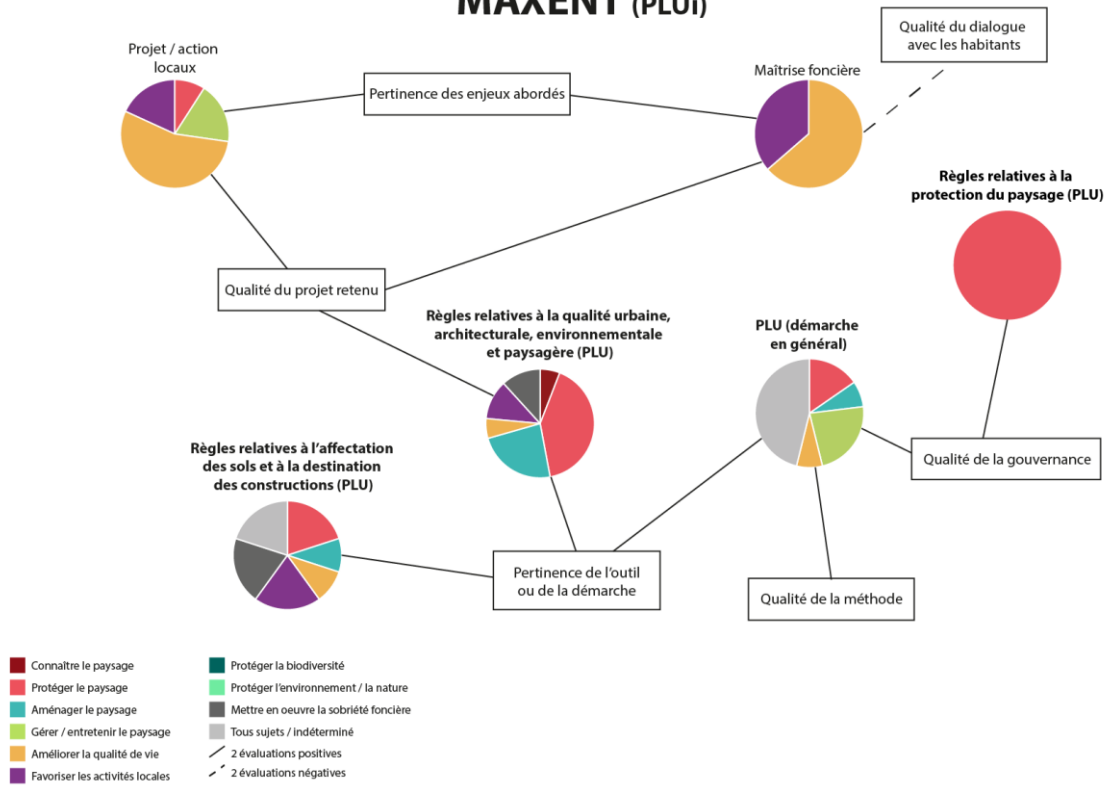 MAXENT (PLUi)
Qualité du dialogue
avec les habitants
Projet / action
locaux
Pertinence des enjeux abordés
Maîtrise foncière
Règles relatives à la
protection du paysage (PLU)
Qualité du projet retenu
Règles relatives à la qualité urbaine,
architecturale, environnementale
et paysagère (PLU)
PLU (démarche
en général)
Règles relatives à l'affectation
des sols et à la destination
des constructions (PLU)
Qualité de la gouvernance
Pertinence de l'outil
ou de la démarche
Qualité de la méthode
Connaître le paysage
Protéger le paysage
Aménager le paysage
Gérer / entretenir le paysage
Améliorer la qualité de vie
Favoriser les activités locales
Protéger la biodiversité
Protéger l'environnement / la nature
Mettre en oeuvre la sobriété foncière
Tous sujets / indéterminé
2 évaluations positives
2 évaluations négatives